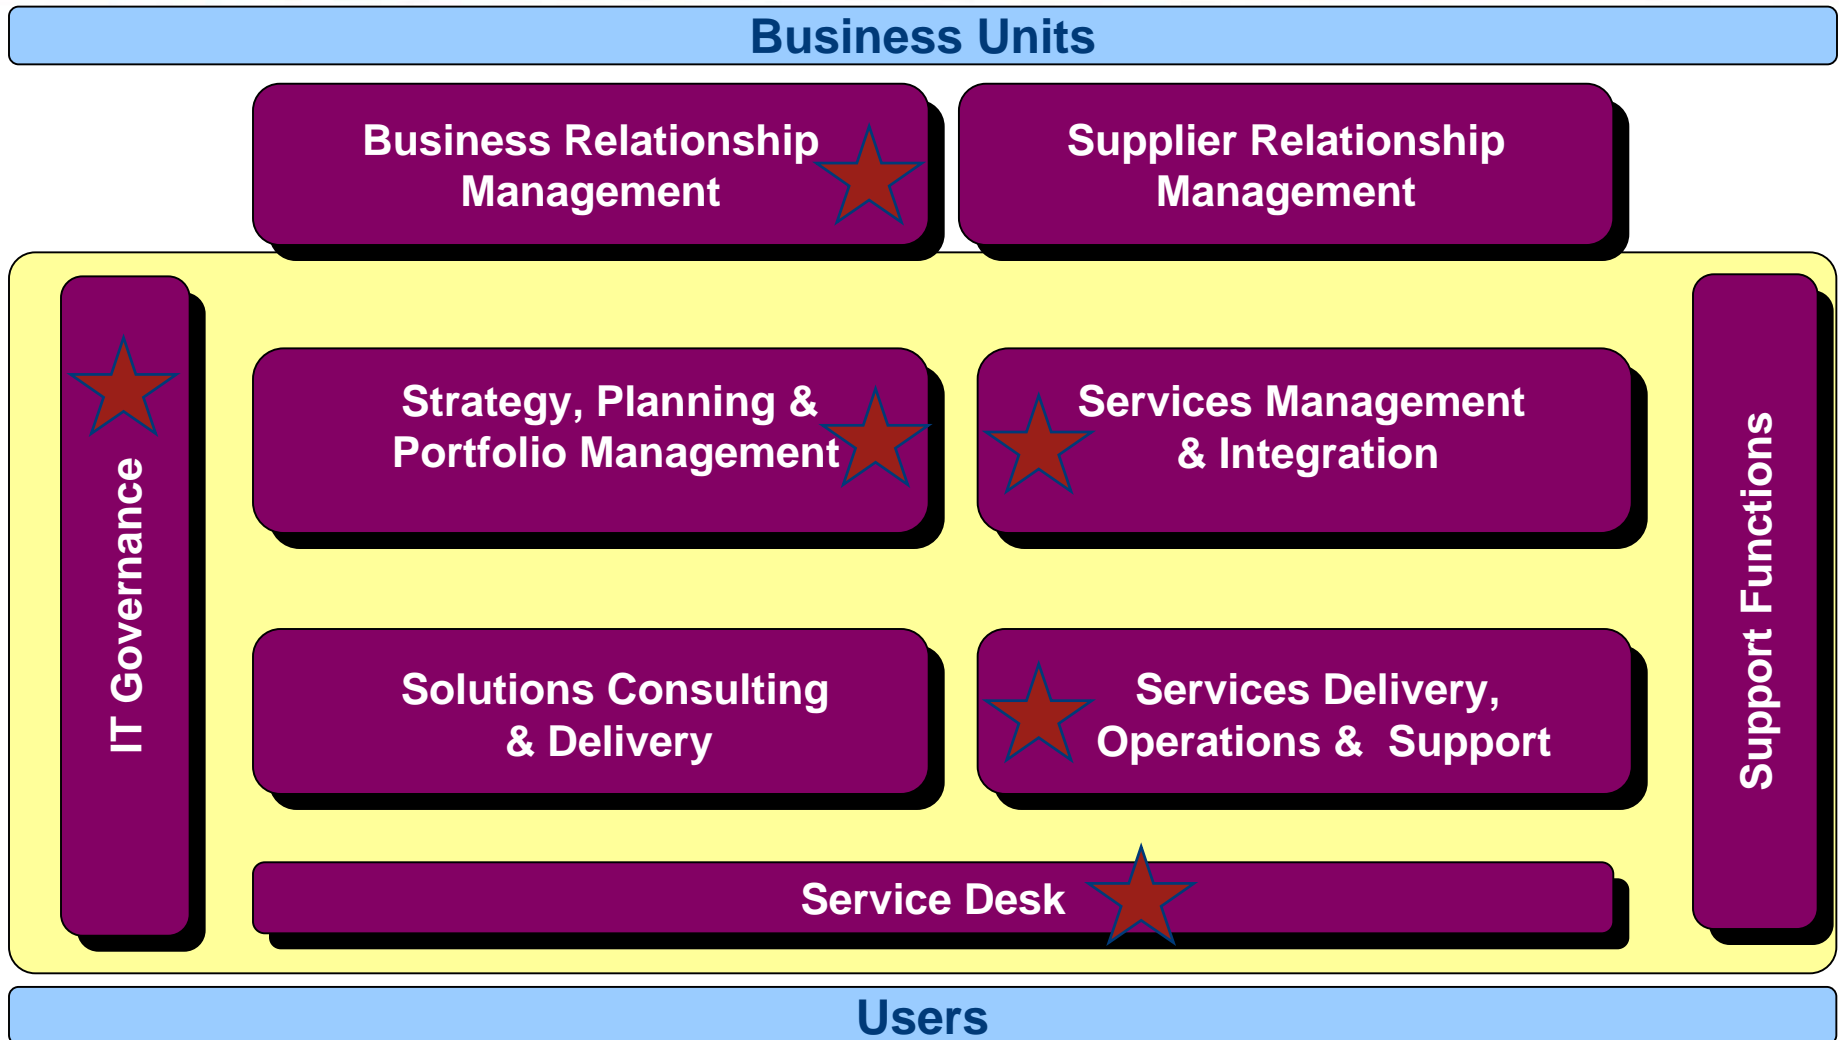 Business Units
Business Relationship
Management
Supplier Relationship
Management
IT Governance
Strategy, Planning &
Portfolio Management
Services Management
& Integration
Support Functions
Solutions Consulting
& Delivery
Services Delivery,
Operations & Support
Service Desk
Users